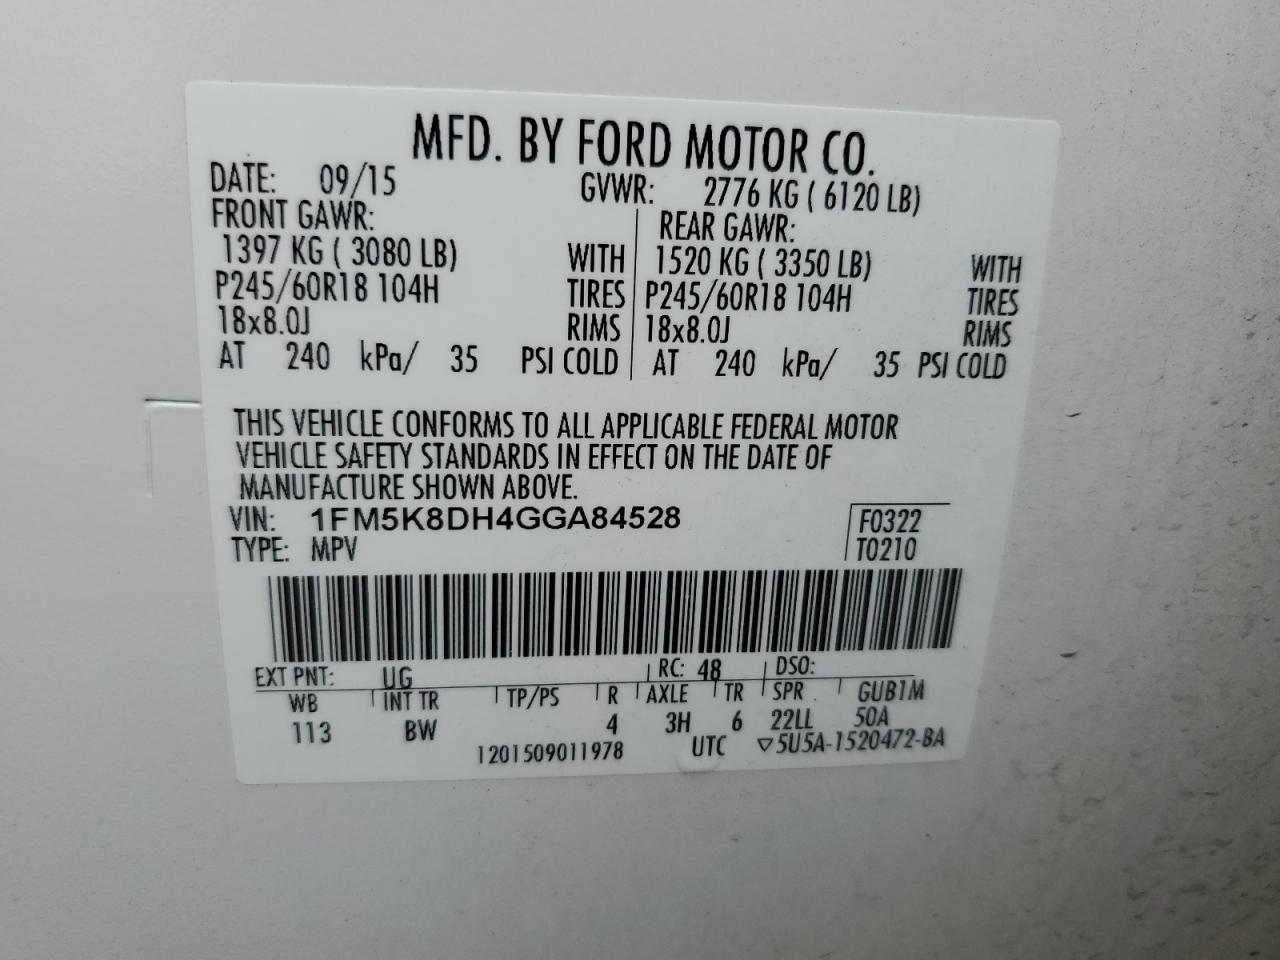 MFD. BY FORD MOTOR CO.
DATE: 09/15 GVWR: 2776 KG ( 6120 LB)
FRONT GAWR: REAR GAWR:
1397 KG ( 3080 LB) WITH 1520 KG ( 3350 LB) WITH
P245/60R18 104H TIRES P245/60R18 104H TIRES
18x8.0J RIMS 18x8.0J RIMS
AT 240 kPa/ 35 PSI COLD AT 240 kPa/ 35 PSI COLD
THIS VEHICLE CONFORMS TO ALL APPLICABLE FEDERAL MOTOR
VEHICLE SAFETY STANDARDS IN EFFECT ON THE DATE OF
MANUFACTURE SHOWN ABOVE.
VIN: 1FM5K8DH4GGA84528 F0322
TYPE: MPV T0210
EXT PNT: UG RC: 48 DSO:
WB INT TR TP/PS R AXLE TR SPR GUB1M
113 BW 4 3H 6 22LL 50A
1201509011978 UTC ▽5U5A-1520472-BA